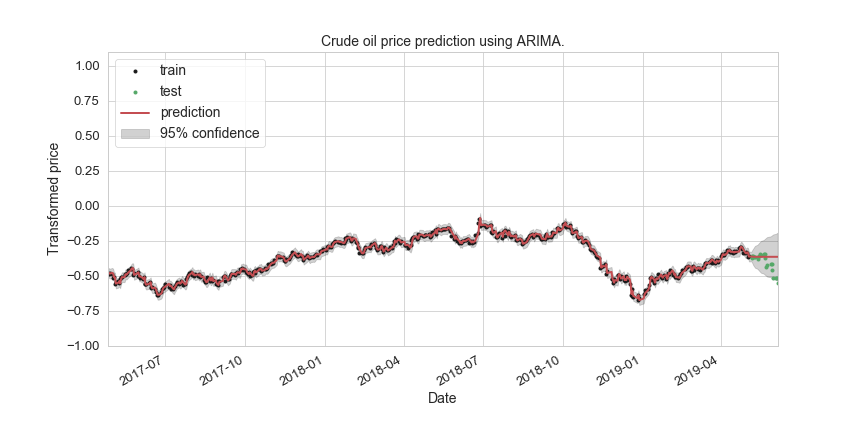 Crude oil price prediction using ARIMA.
1.00
0.75
0.50
0.25
0.00
−0.25
−0.50
−0.75
−1.00
Transformed price
train
test
prediction
95% confidence
2017-07
2017-10
2018-01
2018-04
2018-07
2018-10
2019-01
2019-04
Date